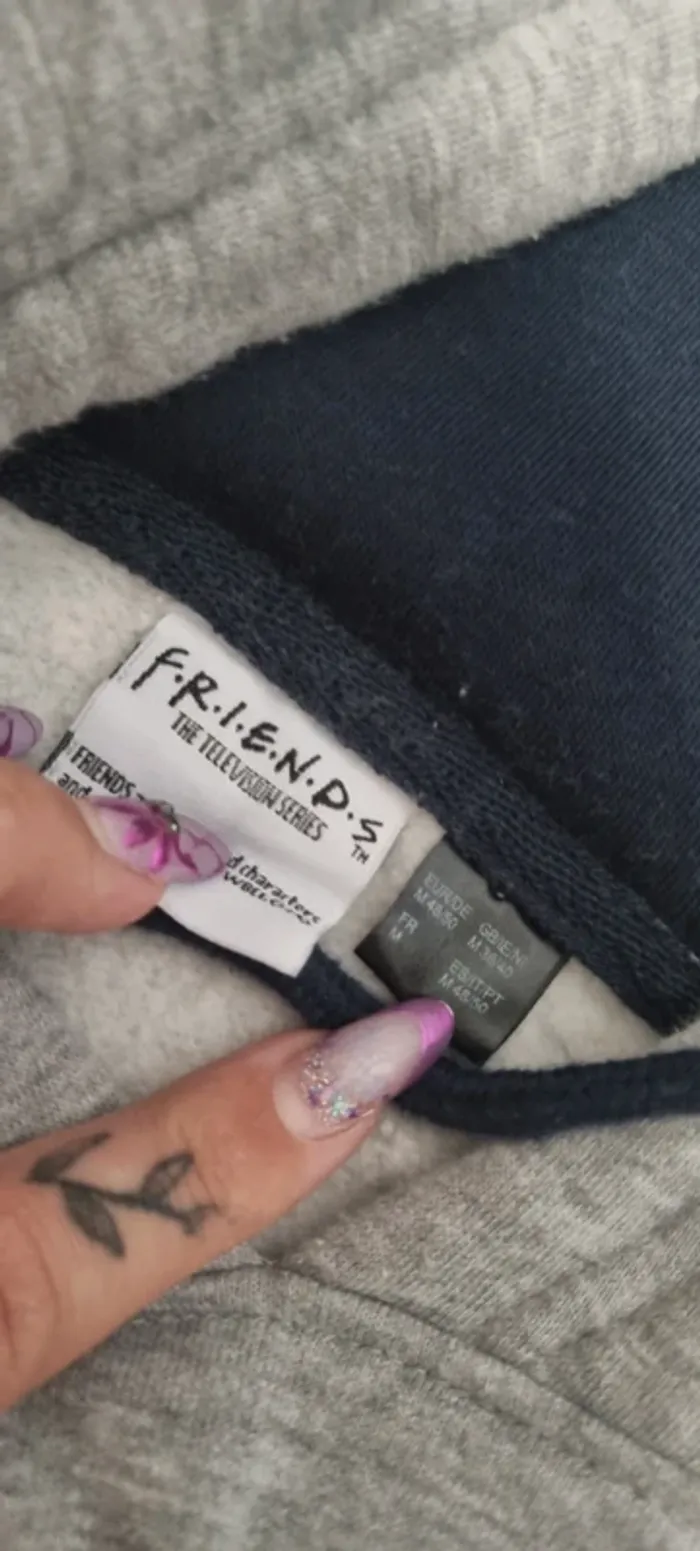 F.R.I.E.N.D.S
TM
THE TELEVISION SERIES
FRIENDS
and
d characters
EUR/DE GB/IE/NI
M 48/50 M 38/40
FR ES/IT/PT
M M 48/50